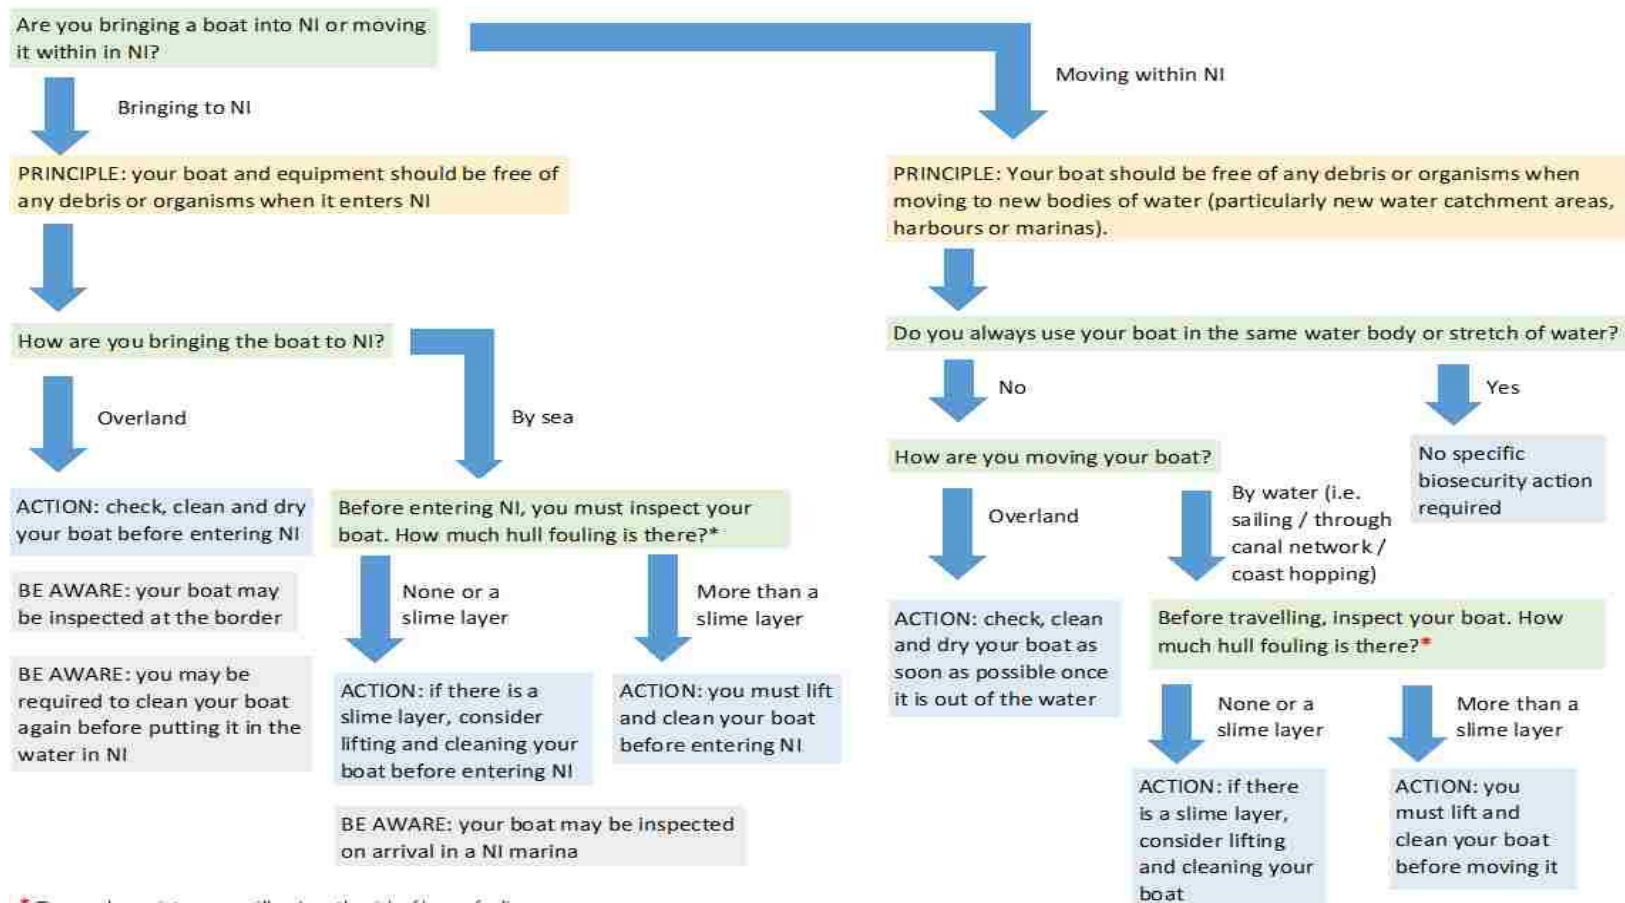 Are you bringing a boat into NI or moving
it within in NI?
Bringing to NI
Moving within NI
PRINCIPLE: your boat and equipment should be free of
any debris or organisms when it enters NI
PRINCIPLE: Your boat should be free of any debris or organisms when
moving to new bodies of water (particularly new water catchment areas,
harbours or marinas).
How are you bringing the boat to NI?
Overland
By sea
Do you always use your boat in the same water body or stretch of water?
No
Yes
ACTION: check, clean and dry
your boat before entering NI
BE AWARE: your boat may
be inspected at the border
BE AWARE: you may be
required to clean your boat
again before putting it in the
water in NI
Before entering NI, you must inspect your
boat. How much hull fouling is there?*
None or a
slime layer
More than a
slime layer
ACTION: if there is a
slime layer, consider
lifting and cleaning your
boat before entering NI
ACTION: you must lift
and clean your boat
before entering NI
BE AWARE: your boat may be inspected
on arrival in a NI marina
How are you moving your boat?
No specific
biosecurity action
required
Overland
By water (i.e.
sailing / through
canal network /
coast hopping)
ACTION: check, clean
and dry your boat as
soon as possible once
it is out of the water
Before travelling, inspect your boat. How
much hull fouling is there?*
None or a
slime layer
More than a
slime layer
ACTION: if there
is a slime layer,
consider lifting
and cleaning your
boat
ACTION: you
must lift and
clean your boat
before moving it